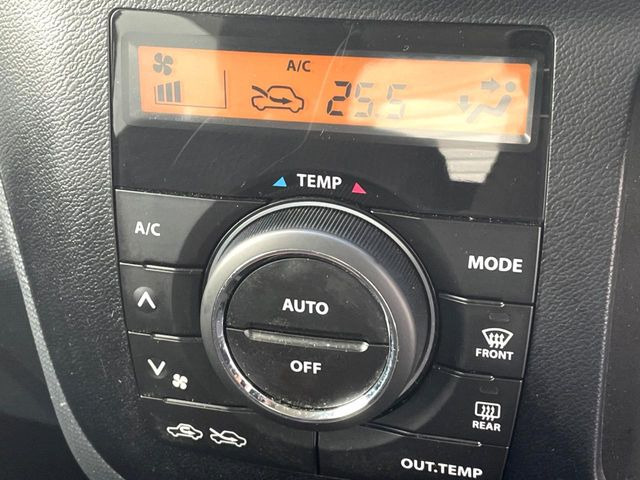 A/C
25.5
TEMP
A/C
MODE
AUTO
OFF
FRONT
REAR
OUT.TEMP